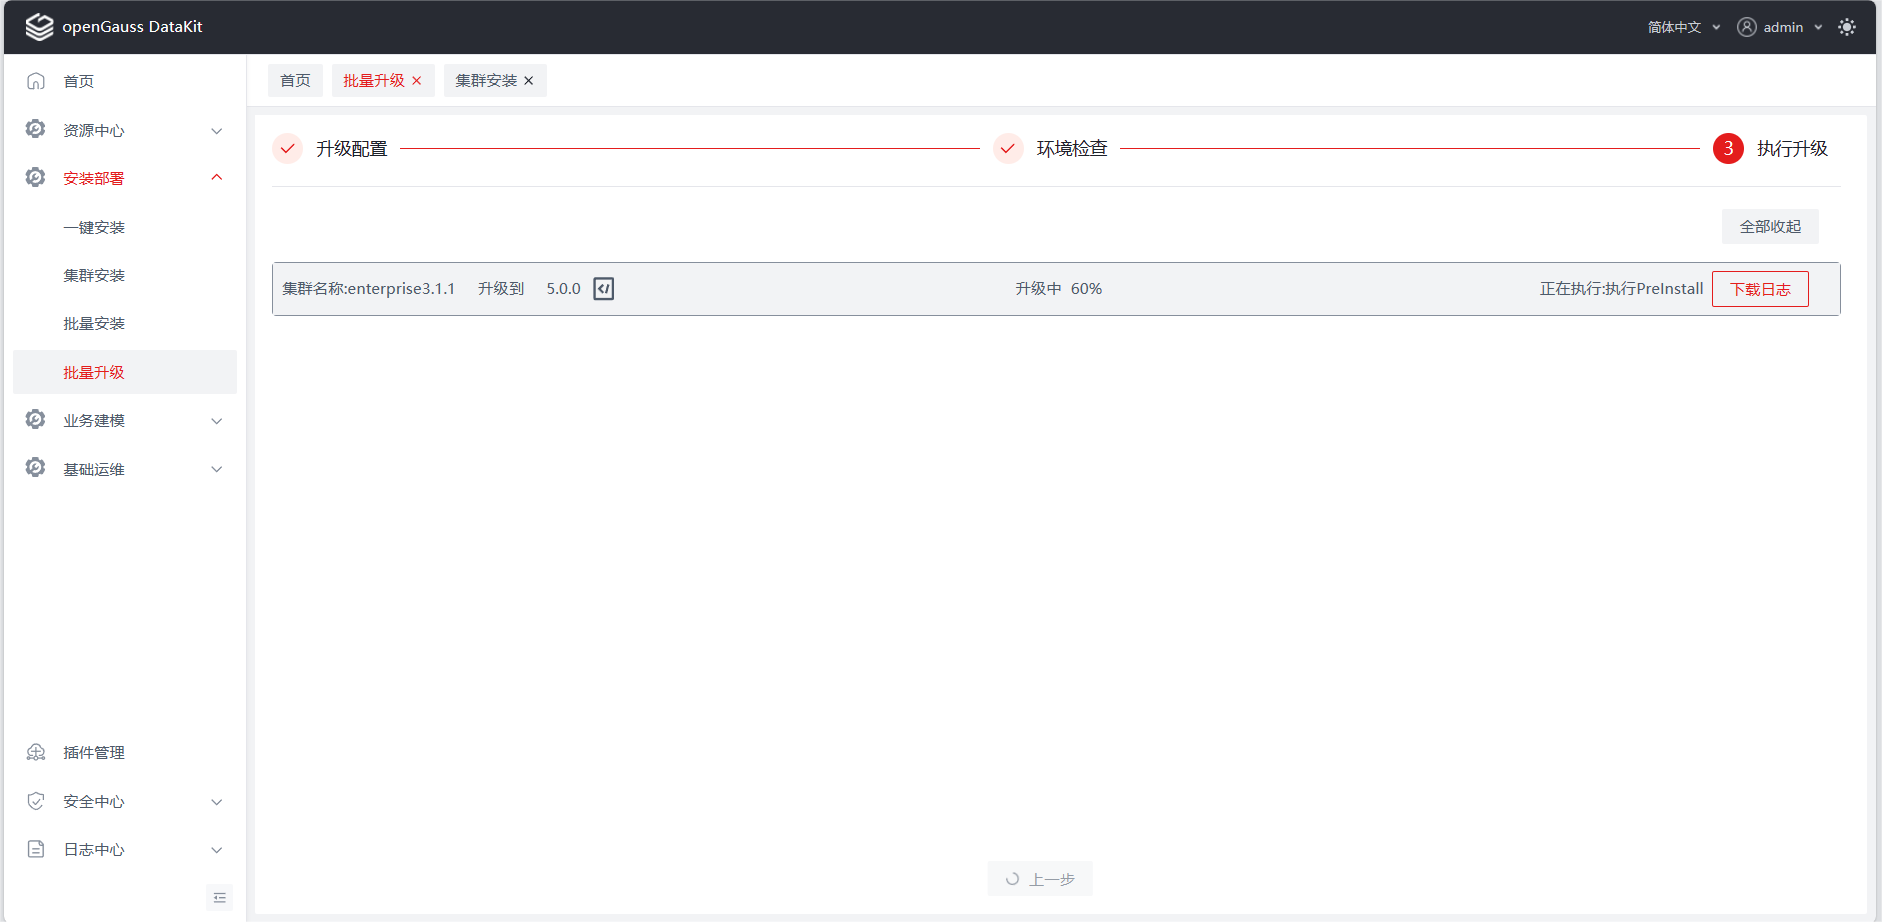 openGauss DataKit
简体中文
admin
首页
资源中心
安装部署
一键安装
集群安装
批量安装
批量升级
业务建模
基础运维
插件管理
安全中心
日志中心
首页
批量升级
集群安装
升级配置
环境检查
3 执行升级
全部收起
集群名称:enterprise3.1.1 升级到 5.0.0 升级中 60% 正在执行:执行PreInstall 下载日志
上一步